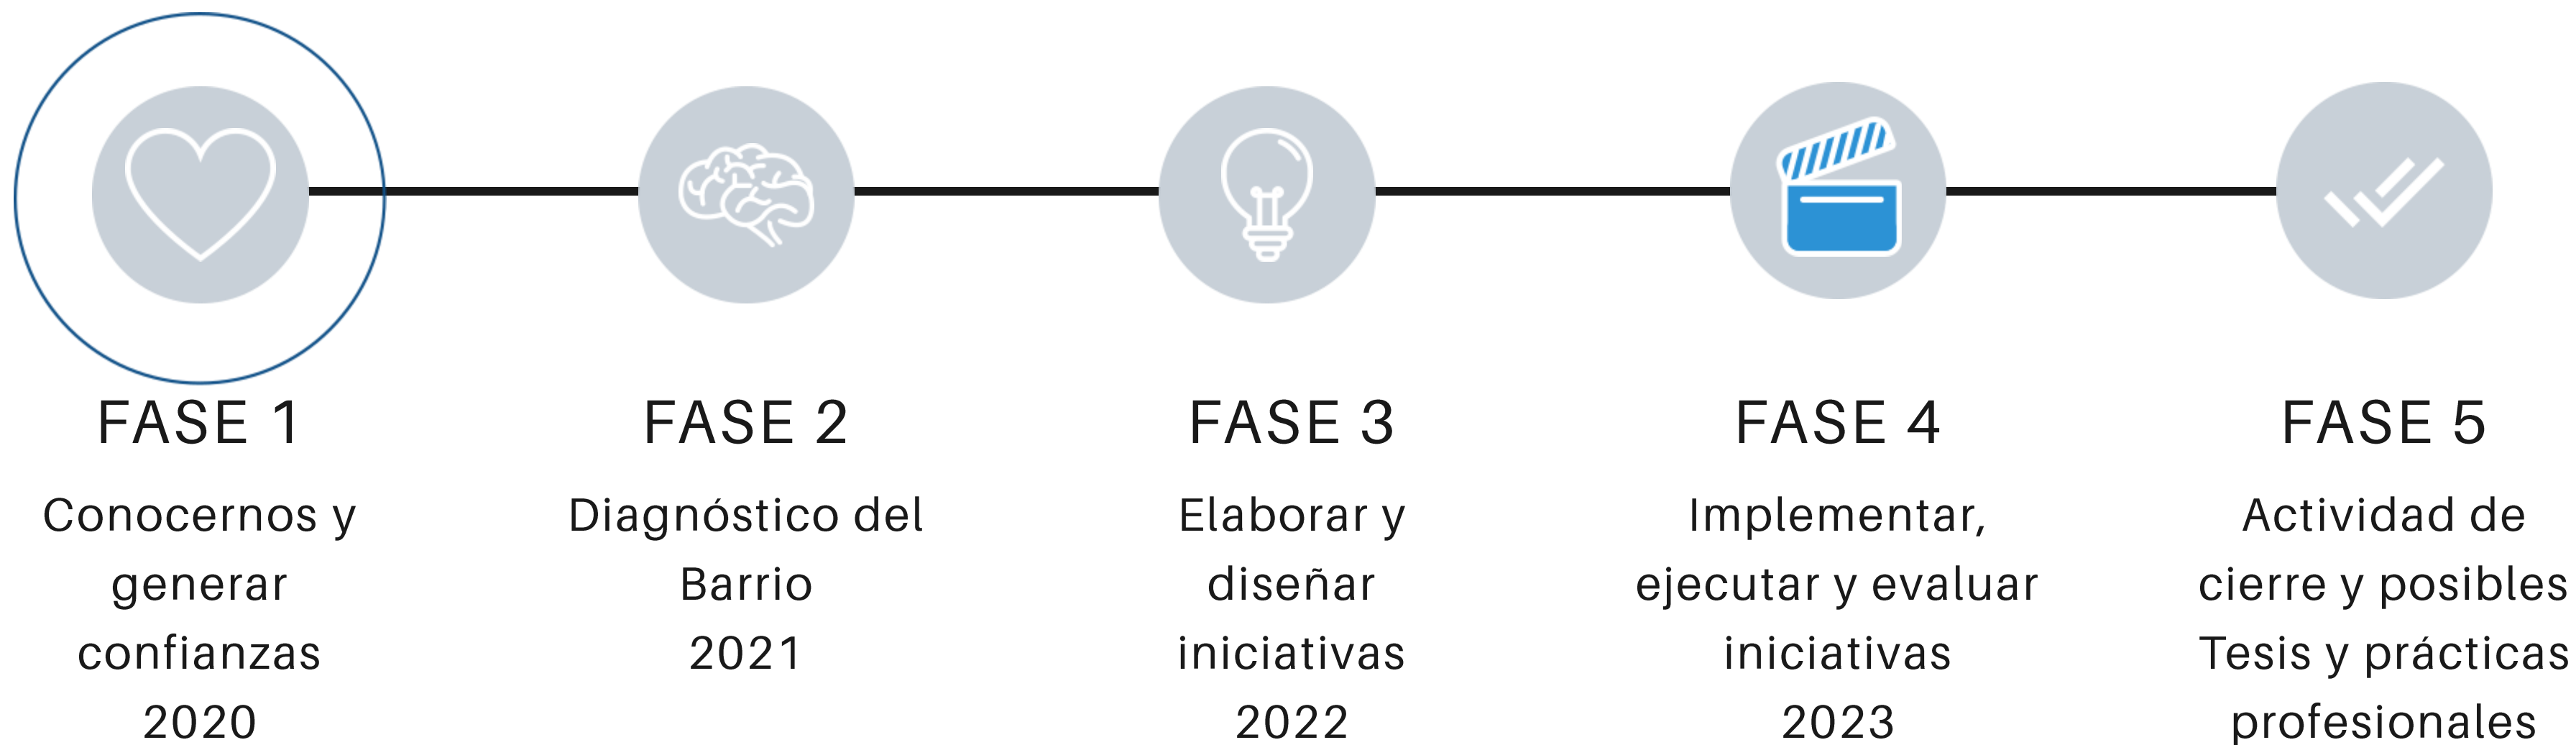 FASE 1
Conocernos y
generar
confianzas
2020
FASE 2
Diagnóstico del
Barrio
2021
FASE 3
Elaborar y
diseñar
iniciativas
2022
FASE 4
Implementar,
ejecutar y evaluar
iniciativas
2023
FASE 5
Actividad de
cierre y posibles
Tesis y prácticas
profesionales